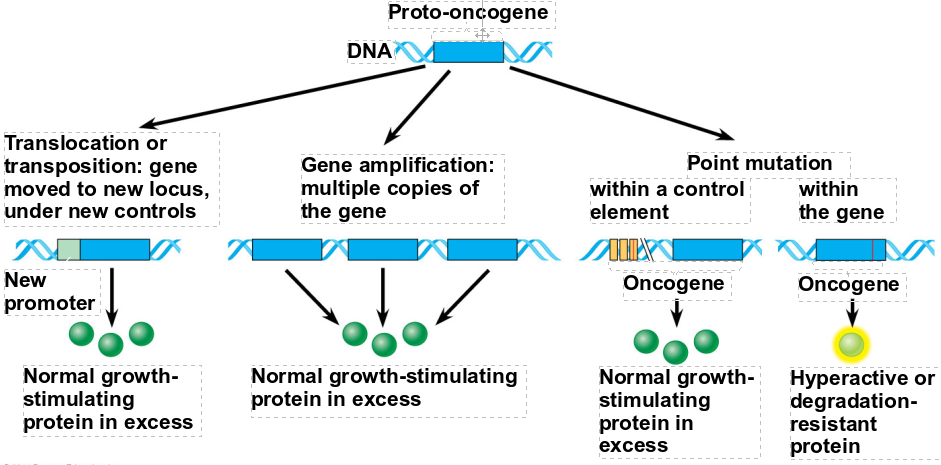 Proto-oncogene
DNA
Translocation or
transposition: gene
moved to new locus,
under new controls
Gene amplification:
multiple copies of
the gene
Point mutation
within a control
element
within
the gene
New
promoter
Oncogene
Oncogene
Normal growth-
stimulating
protein in excess
Normal growth-stimulating
protein in excess
Normal growth-
stimulating
protein in
excess
Hyperactive or
degradation-
resistant
protein